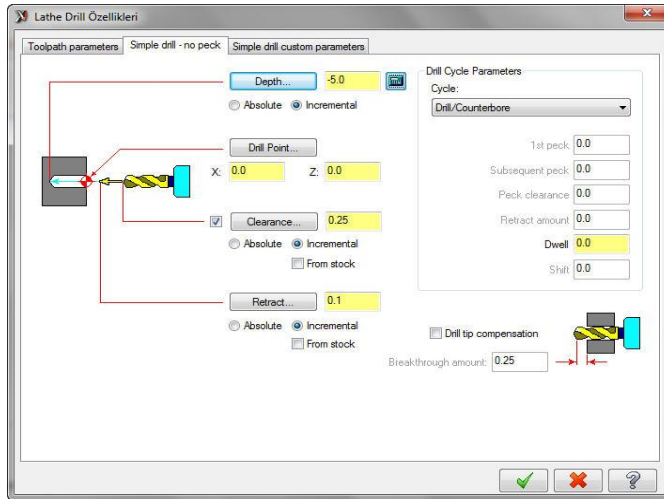 Lathe Drill Özellikleri
Toolpath parameters
Simple drill - no peck
Simple drill custom parameters
Depth...
-5.0
Absolute
Incremental
Drill Point...
X: 0.0
Z: 0.0
Clearance...
0.25
Absolute
Incremental
From stock
Retract...
0.1
Absolute
Incremental
From stock
Drill Cycle Parameters
Cycle:
Drill/Counterbore
1st peck 0.0
Subsequent peck 0.0
Peck clearance 0.0
Retract amount 0.0
Dwell 0.0
Shift 0.0
Drill tip compensation
Breakthrough amount: 0.25